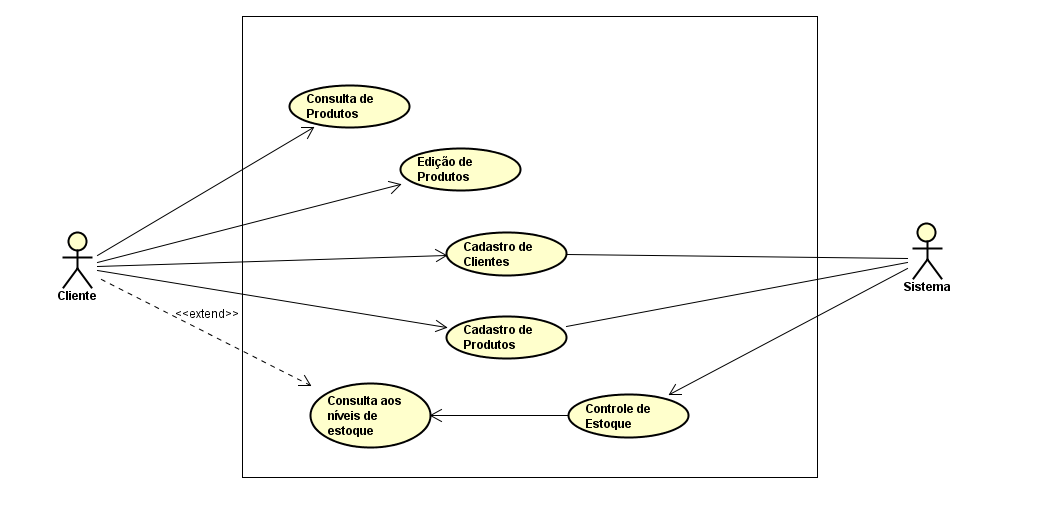 Consulta de
Produtos
Edição de
Produtos
Cadastro de
Clientes
Cliente
Sistema
<<extend>>
Cadastro de
Produtos
Consulta aos
níveis de
estoque
Controle de
Estoque